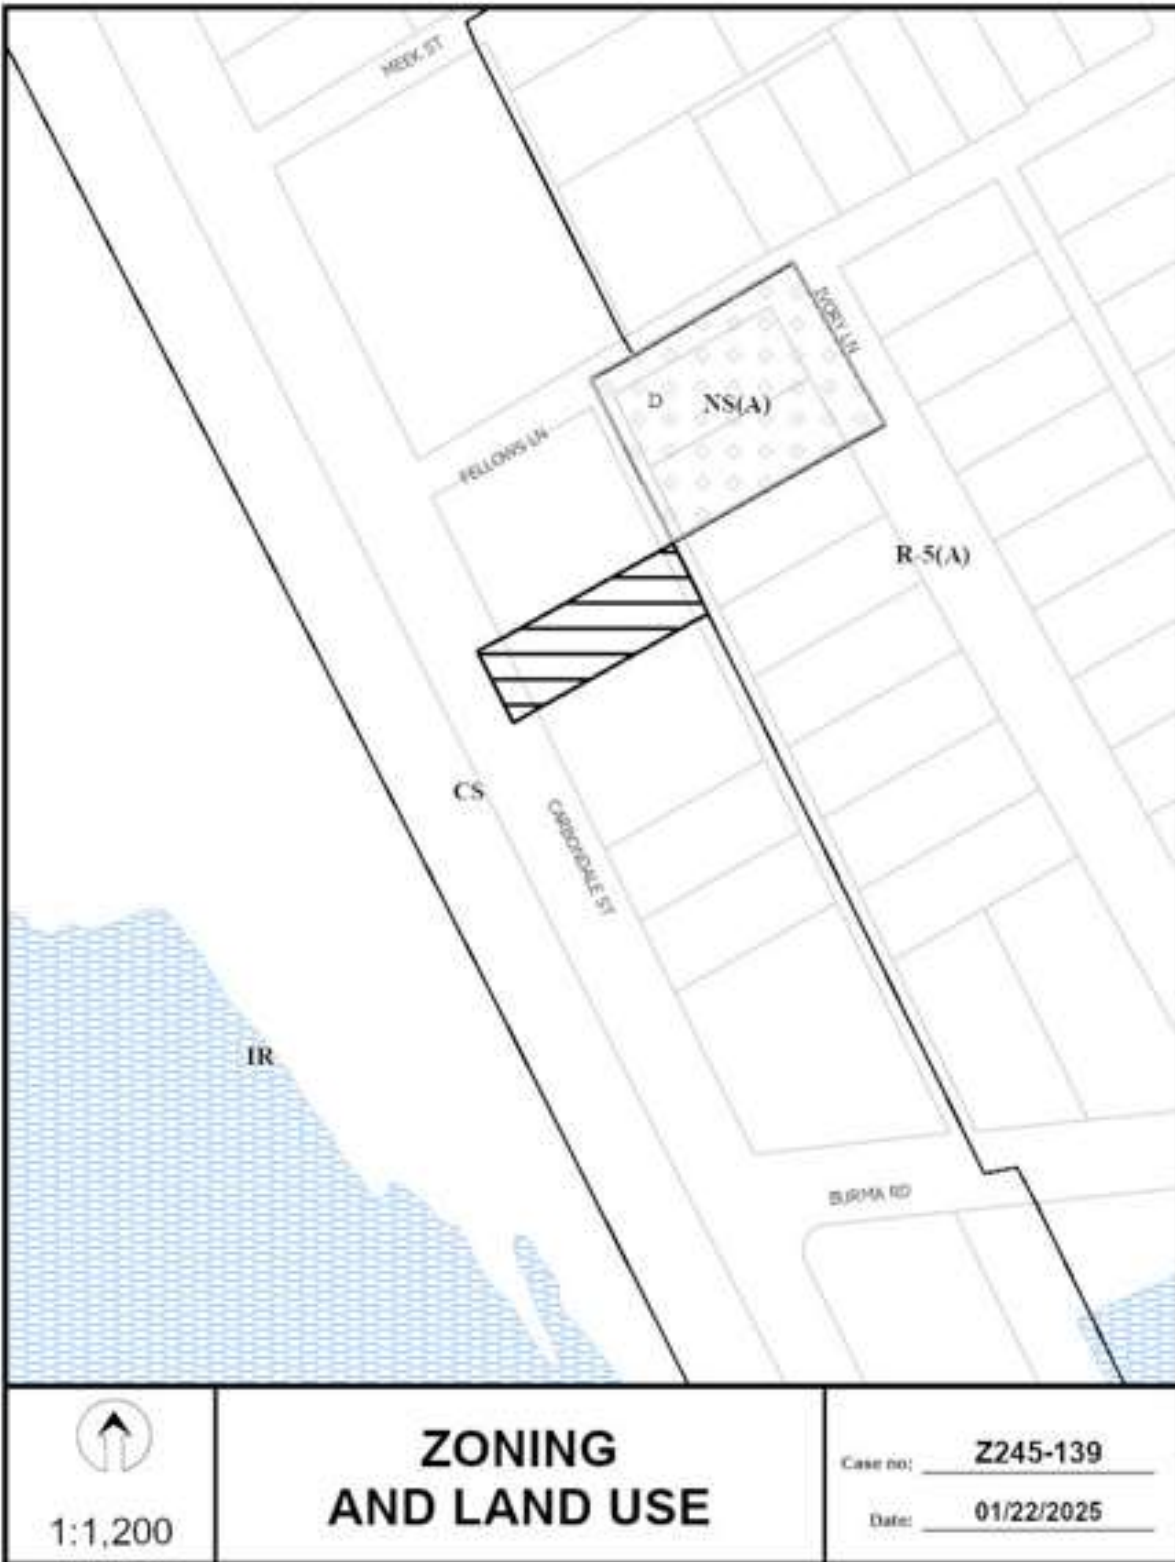 MEEK ST
IVORY LN
D
NS(A)
FELLOWS LN
R-5(A)
CS
CARBONDALE ST
IR
BURMA RD
1:1,200
ZONING
AND LAND USE
Case no: Z245-139
Date: 01/22/2025